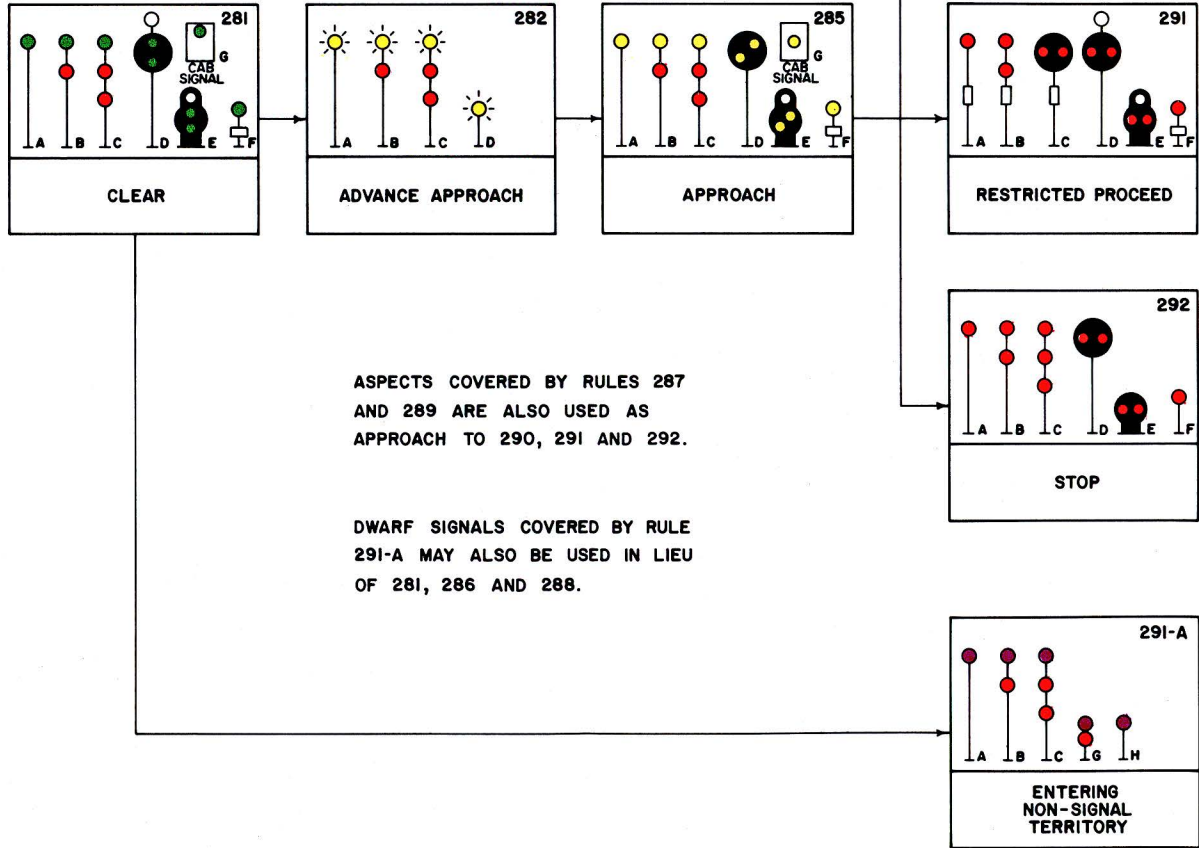 281
A B C D E F
G
CAB
SIGNAL
CLEAR
282
A B C D
ADVANCE APPROACH
285
A B C D E F
G
CAB
SIGNAL
APPROACH
291
A B C D E F
RESTRICTED PROCEED
292
A B C D E F
STOP
ASPECTS COVERED BY RULES 287
AND 289 ARE ALSO USED AS
APPROACH TO 290, 291 AND 292.
DWARF SIGNALS COVERED BY RULE
291-A MAY ALSO BE USED IN LIEU
OF 281, 286 AND 288.
291-A
A B C G H
ENTERING
NON-SIGNAL
TERRITORY